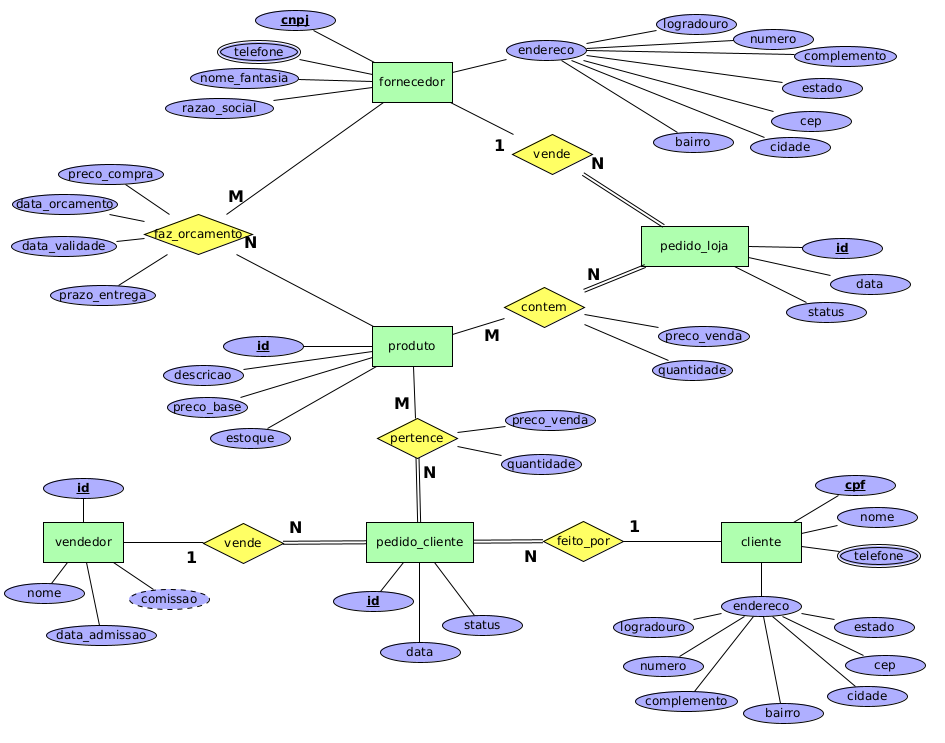 cnpj
logradouro
telefone
endereco
numero
complemento
nome_fantasia
fornecedor
estado
razao_social
cep
bairro
cidade
1
vende
N
preco_compra
M
data_orcamento
faz_orcamento
N
data_validade
pedido_loja
id
N
data
prazo_entrega
contem
status
M
preco_venda
id
produto
descricao
quantidade
preco_base
M
estoque
pertence
preco_venda
quantidade
N
id
cpf
nome
vendedor
1
vende
N
pedido_cliente
N
feito_por
1
cliente
telefone
nome
comissao
id
endereco
data_admissao
status
data
logradouro
estado
numero
cep
complemento
cidade
bairro